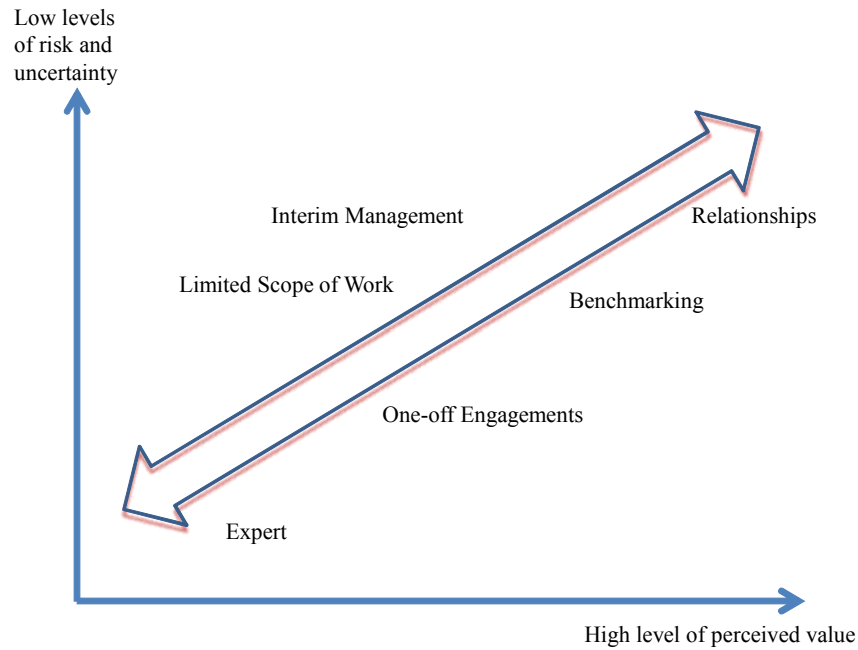 Low levels
of risk and
uncertainty
Interim Management
Relationships
Limited Scope of Work
Benchmarking
One-off Engagements
Expert
High level of perceived value